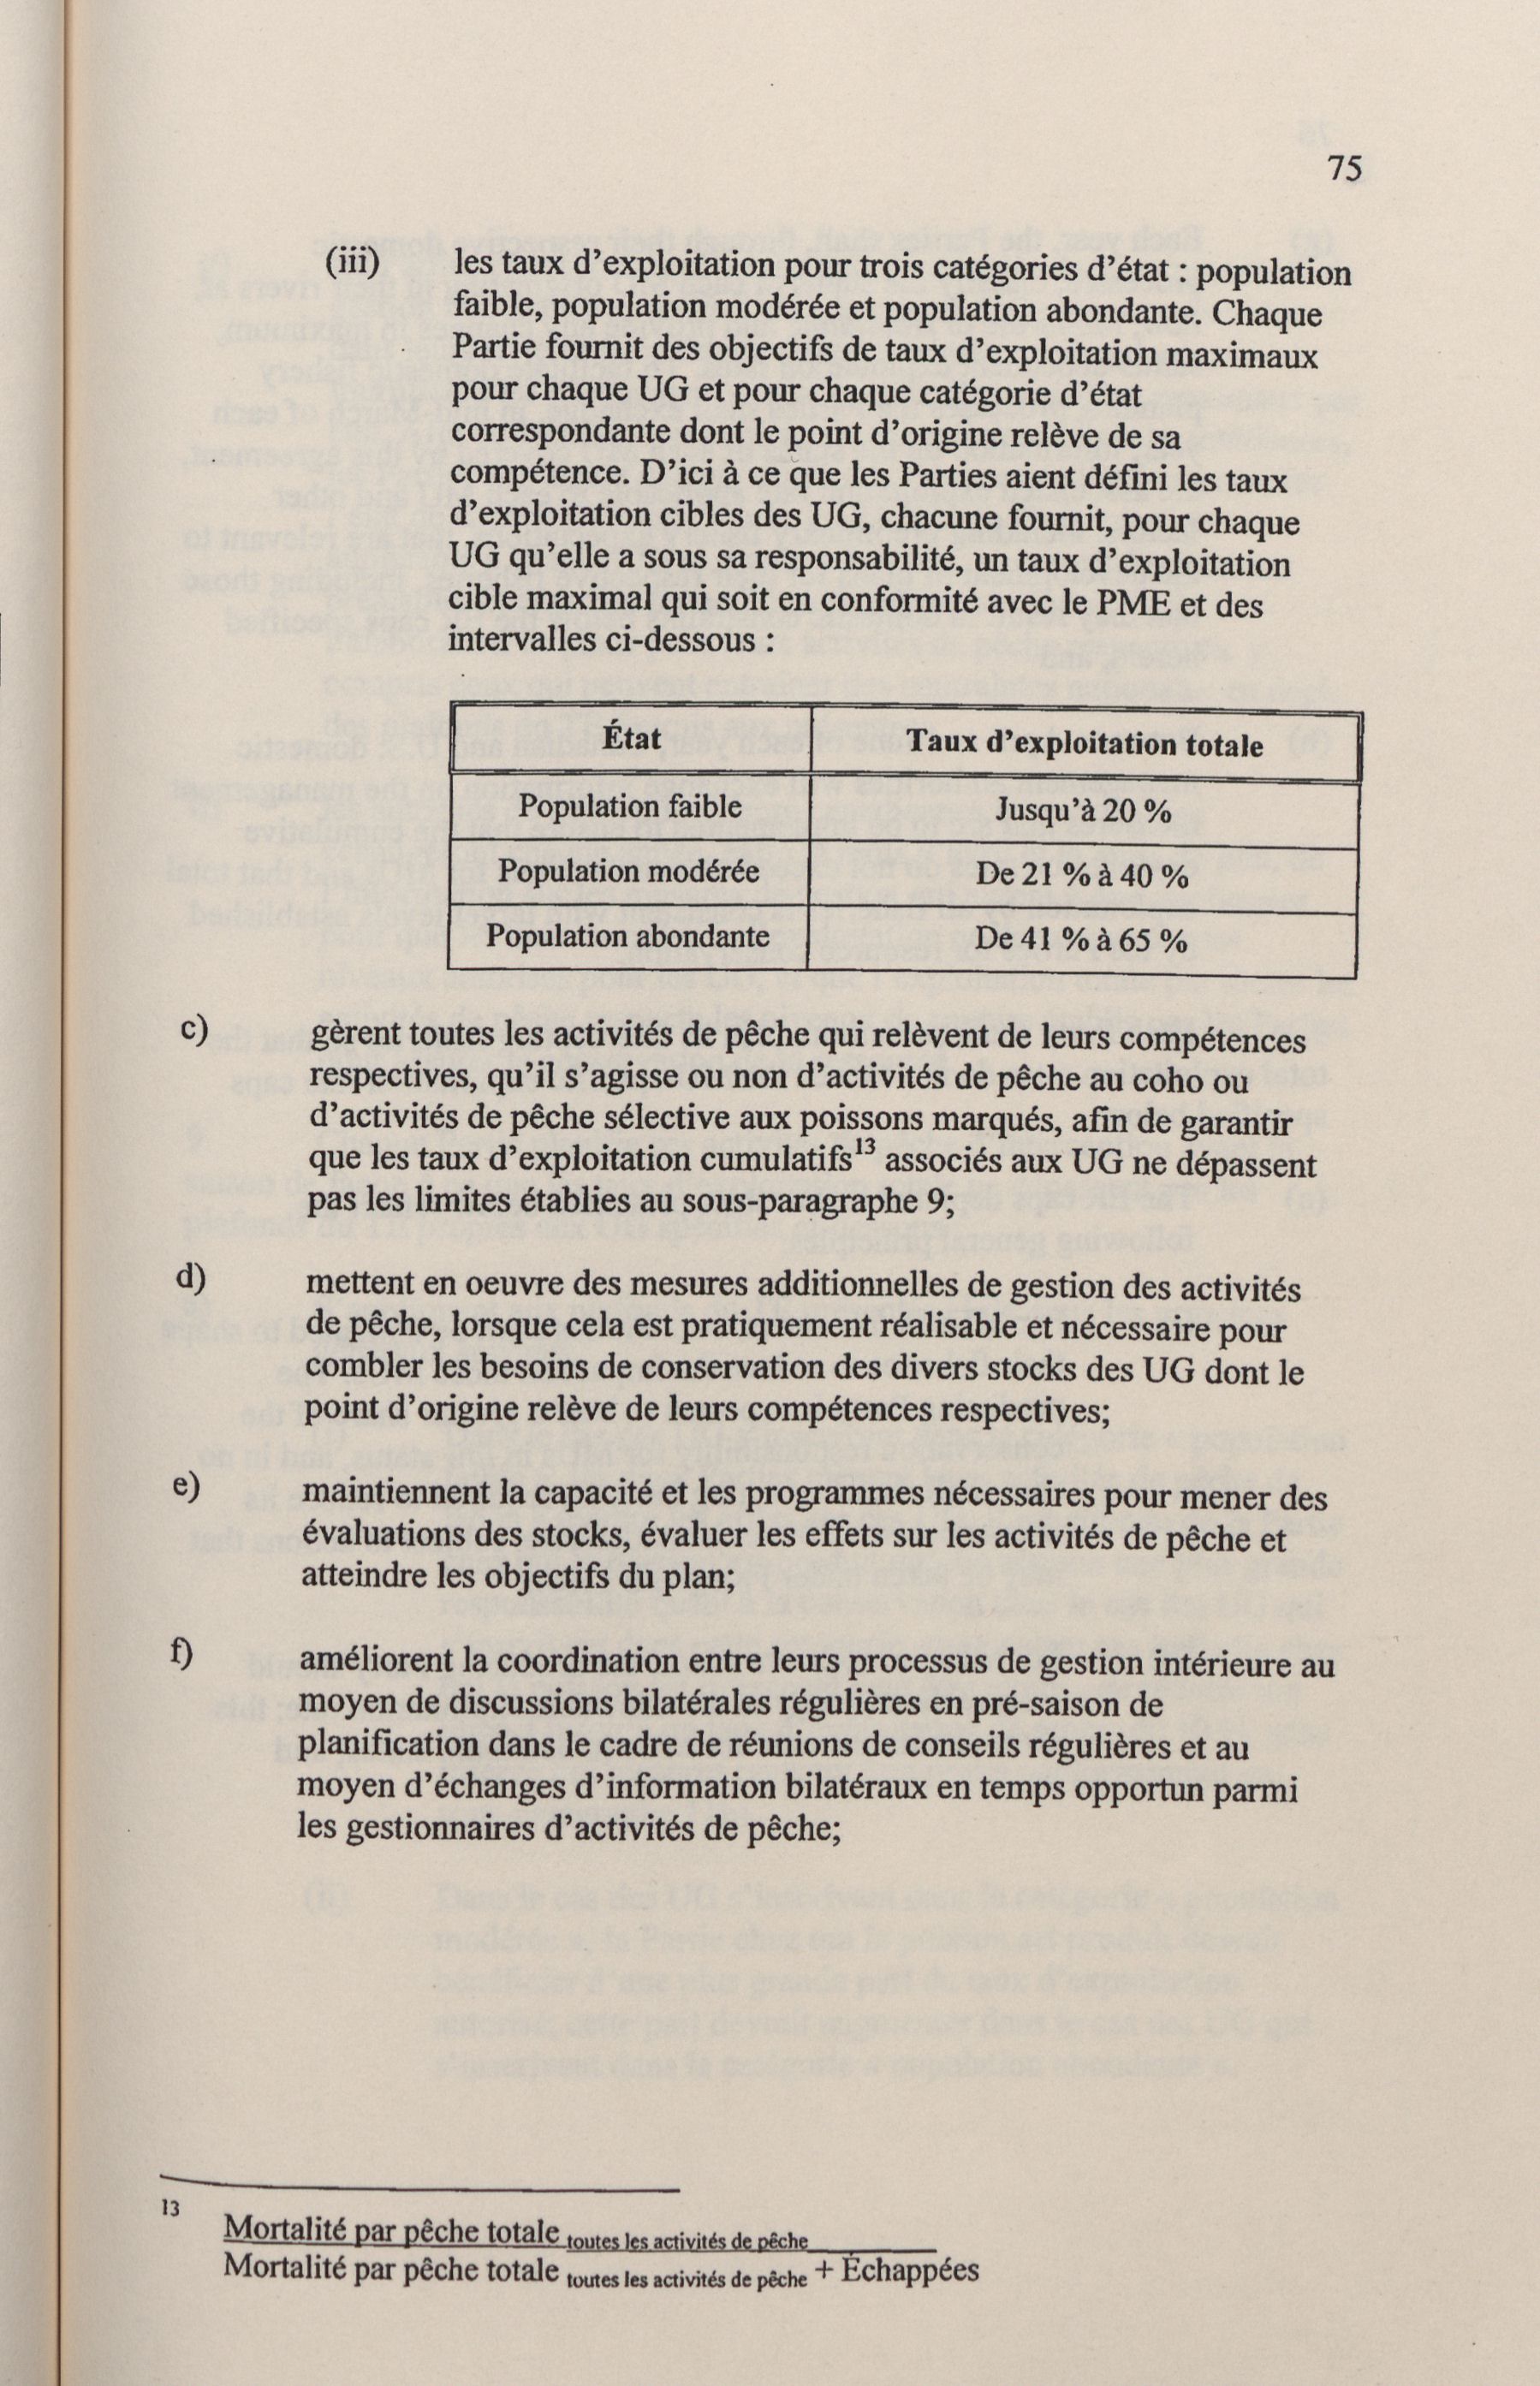 75
(iii) les taux d'exploitation pour trois catégories d'état : population
faible, population modérée et population abondante. Chaque
Partie fournit des objectifs de taux d'exploitation maximaux
pour chaque UG et pour chaque catégorie d'état
correspondante dont le point d'origine relève de sa
compétence. D'ici à ce que les Parties aient défini les taux
d'exploitation cibles des UG, chacune fournit, pour chaque
UG qu'elle a sous sa responsabilité, un taux d'exploitation
cible maximal qui soit en conformité avec le PME et des
intervalles ci-dessous :
État Taux d'exploitation totale
Population faible Jusqu'à 20 %
Population modérée De 21 % à 40 %
Population abondante De 41 % à 65 %
c) gèrent toutes les activités de pêche qui relèvent de leurs compétences
respectives, qu'il s'agisse ou non d'activités de pêche au coho ou
d'activités de pêche sélective aux poissons marqués, afin de garantir
que les taux d'exploitation cumulatifs13 associés aux UG ne dépassent
pas les limites établies au sous-paragraphe 9;
d) mettent en oeuvre des mesures additionnelles de gestion des activités
de pêche, lorsque cela est pratiquement réalisable et nécessaire pour
combler les besoins de conservation des divers stocks des UG dont le
point d'origine relève de leurs compétences respectives;
e) maintiennent la capacité et les programmes nécessaires pour mener des
évaluations des stocks, évaluer les effets sur les activités de pêche et
atteindre les objectifs du plan;
f) améliorent la coordination entre leurs processus de gestion intérieure au
moyen de discussions bilatérales régulières en pré-saison de
planification dans le cadre de réunions de conseils régulières et au
moyen d'échanges d'information bilatéraux en temps opportun parmi
les gestionnaires d'activités de pêche;
13 Mortalité par pêche totale toutes les activités de pêche
Mortalité par pêche totale toutes les activités de pêche + Échappées